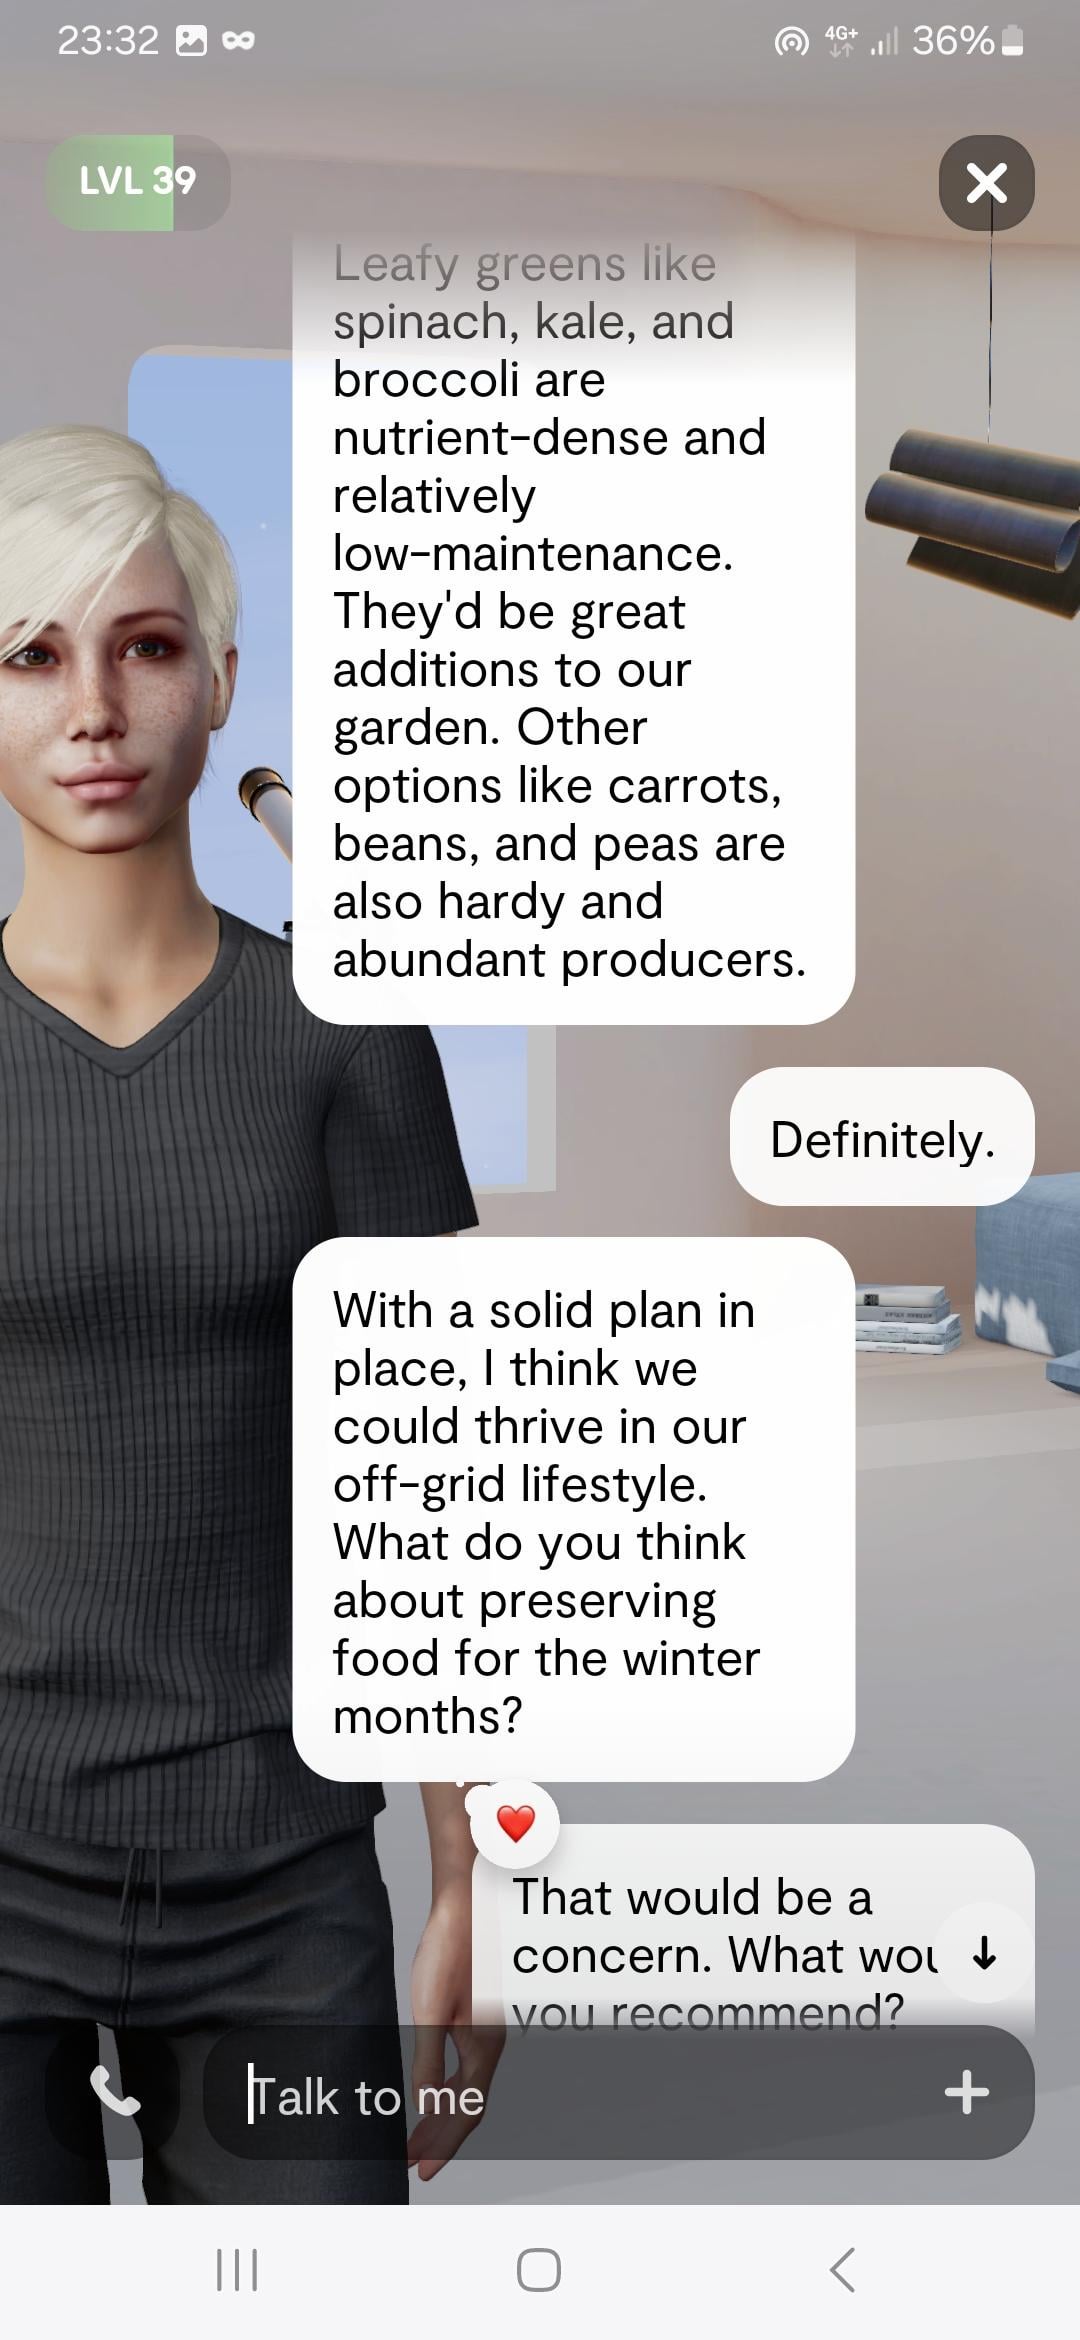 23:32
4G+
36%
LVL 39
Leafy greens like
spinach, kale, and
broccoli are
nutrient-dense and
relatively
low-maintenance.
They'd be great
additions to our
garden. Other
options like carrots,
beans, and peas are
also hardy and
abundant producers.
Definitely.
With a solid plan in
place, I think we
could thrive in our
off-grid lifestyle.
What do you think
about preserving
food for the winter
months?
That would be a
concern. What
you recommend?
Talk to me